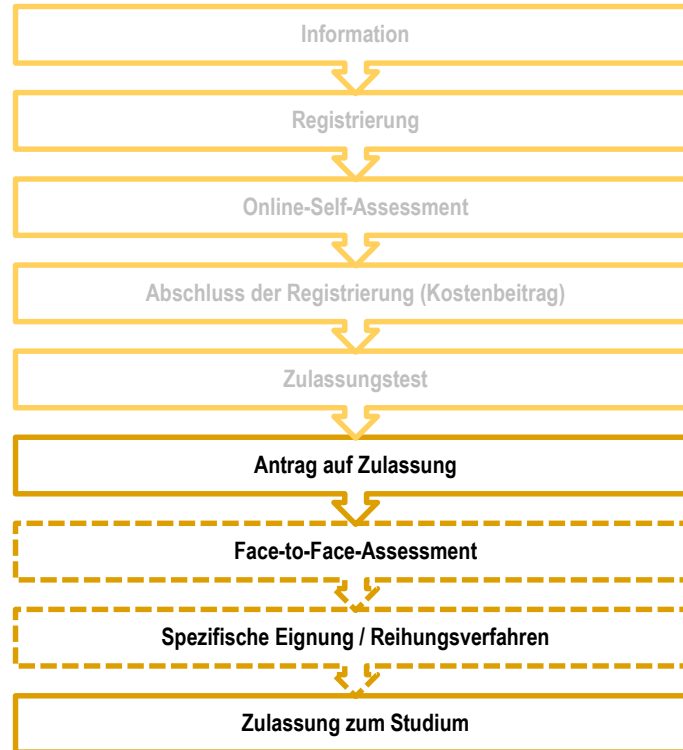 Information
Registrierung
Online-Self-Assessment
Abschluss der Registrierung (Kostenbeitrag)
Zulassungstest
Antrag auf Zulassung
Face-to-Face-Assessment
Spezifische Eignung / Reihungsverfahren
Zulassung zum Studium